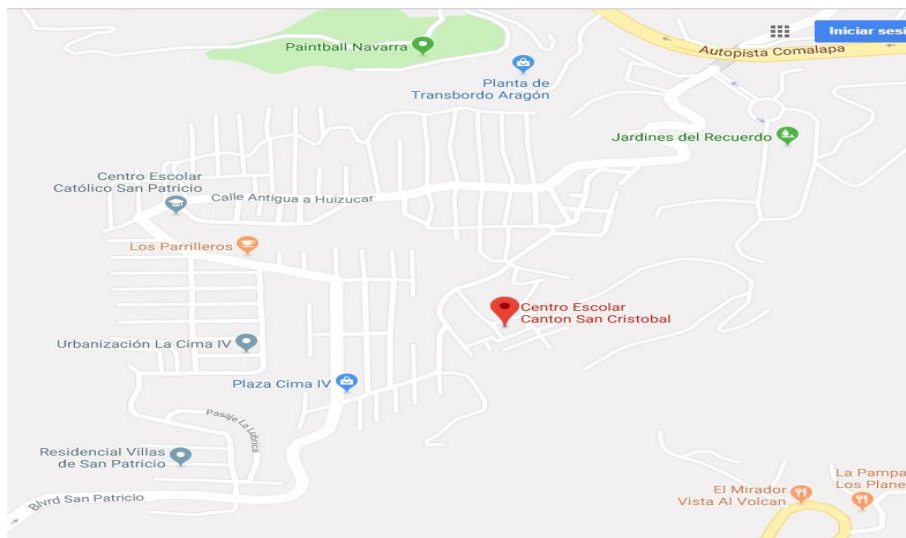 Iniciar sesi
Autopista Comalapa
Paintball Navarra
Planta de
Transbordo Aragón
Jardines del Recuerdo
Centro Escolar
Católico San Patricio
Calle Antigua a Huizucar
Los Parrilleros
Centro Escolar
Canton San Cristobal
Urbanización La Cima IV
Plaza Cima IV
Pasaje La Lubrica
Residencial Villas
de San Patricio
Blvrd San Patricio
El Mirador
Vista Al Volcan
La Pampa
Los Plane